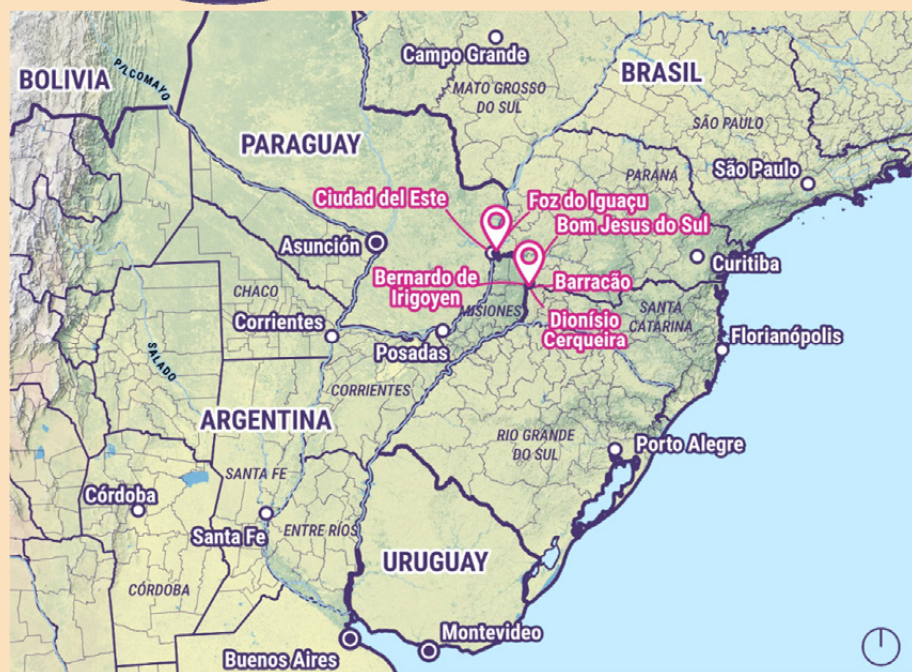 Campo Grande
BOLIVIA
PILCOMAYO
BRASIL
MATO GROSSO
DO SUL
SÃO PAULO
PARAGUAY
PARANÁ
São Paulo
Ciudad del Este
Foz do Iguaçu
Bom Jesus do Sul
Asunción
Curitiba
Bernardo de
Irigoyen
Barracão
CHACO
MISIONES
SANTA
CATARINA
Corrientes
Dionísio
Cerqueira
Florianópolis
Posadas
SALADO
CORRIENTES
ARGENTINA
RIO GRANDE
DO SUL
Porto Alegre
SANTA FE
Córdoba
Santa Fe
ENTRE RÍOS
URUGUAY
CÓRDOBA
Montevideo
Buenos Aires